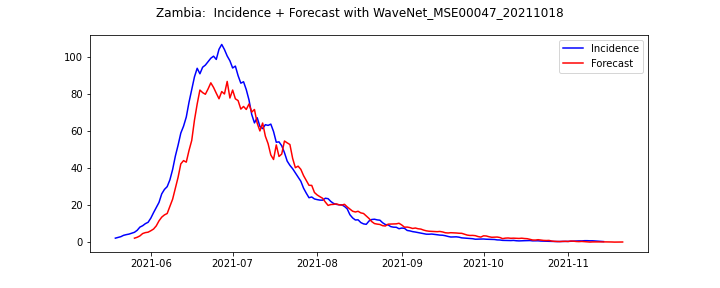 Zambia:  Incidence + Forecast with WaveNet_MSE00047_20211018
Incidence
Forecast
100
80
60
40
20
0
2021-06 2021-07 2021-08 2021-09 2021-10 2021-11